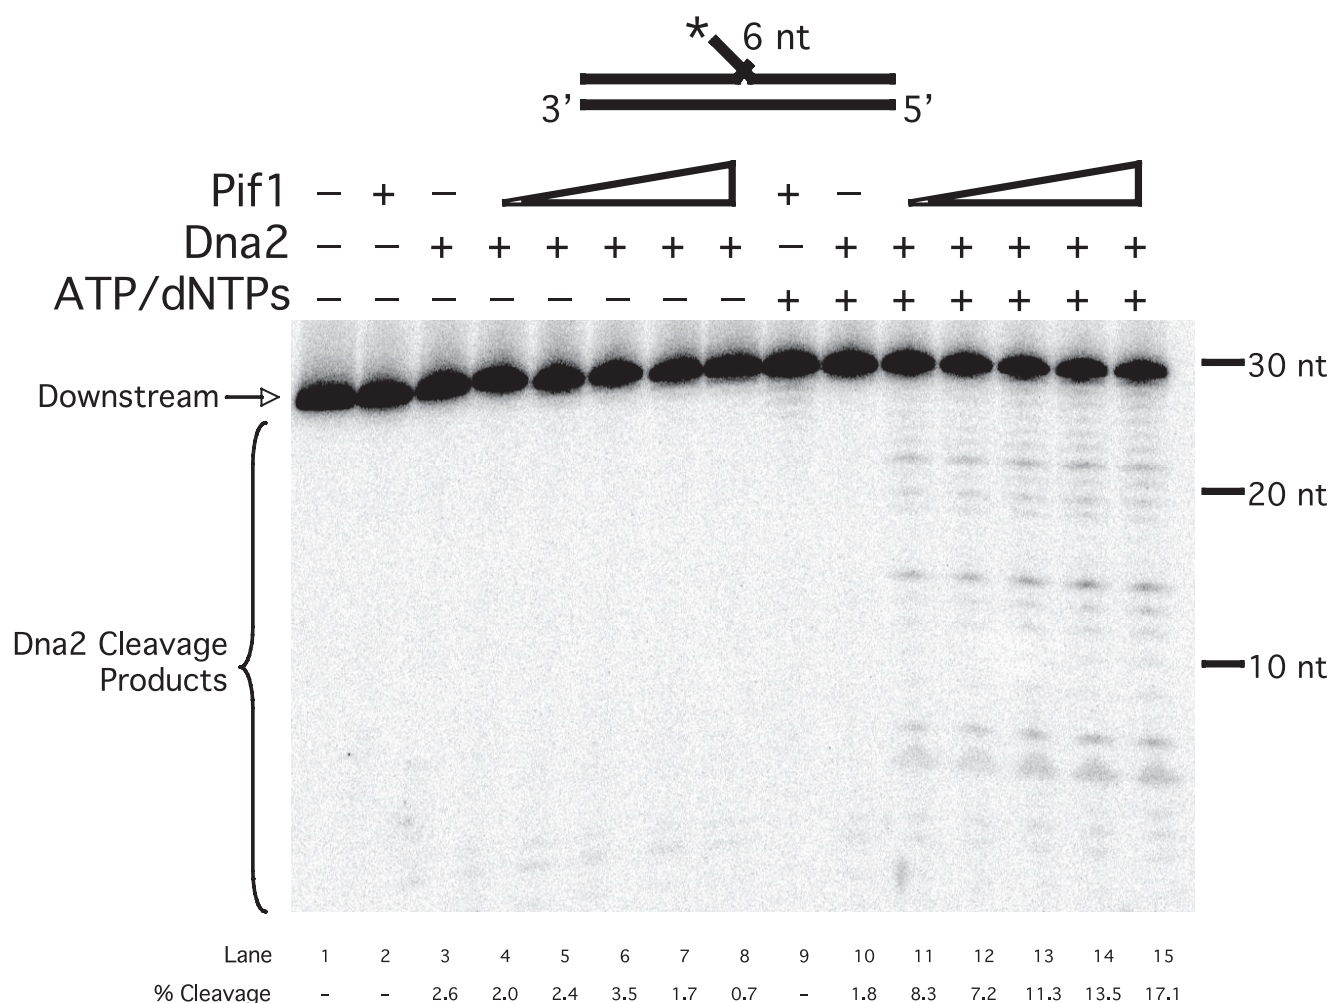 * 6 nt
3’ 5’
Pif1 – + – + –
Dna2 – – + + + + + + – + + + + + +
ATP/dNTPs – – – – – – – – + + + + + + +
Downstream
30 nt
20 nt
Dna2 Cleavage
Products
10 nt
Lane 1 2 3 4 5 6 7 8 9 10 11 12 13 14 15
% Cleavage – – 2.6 2.0 2.4 3.5 1.7 0.7 – 1.8 8.3 7.2 11.3 13.5 17.1